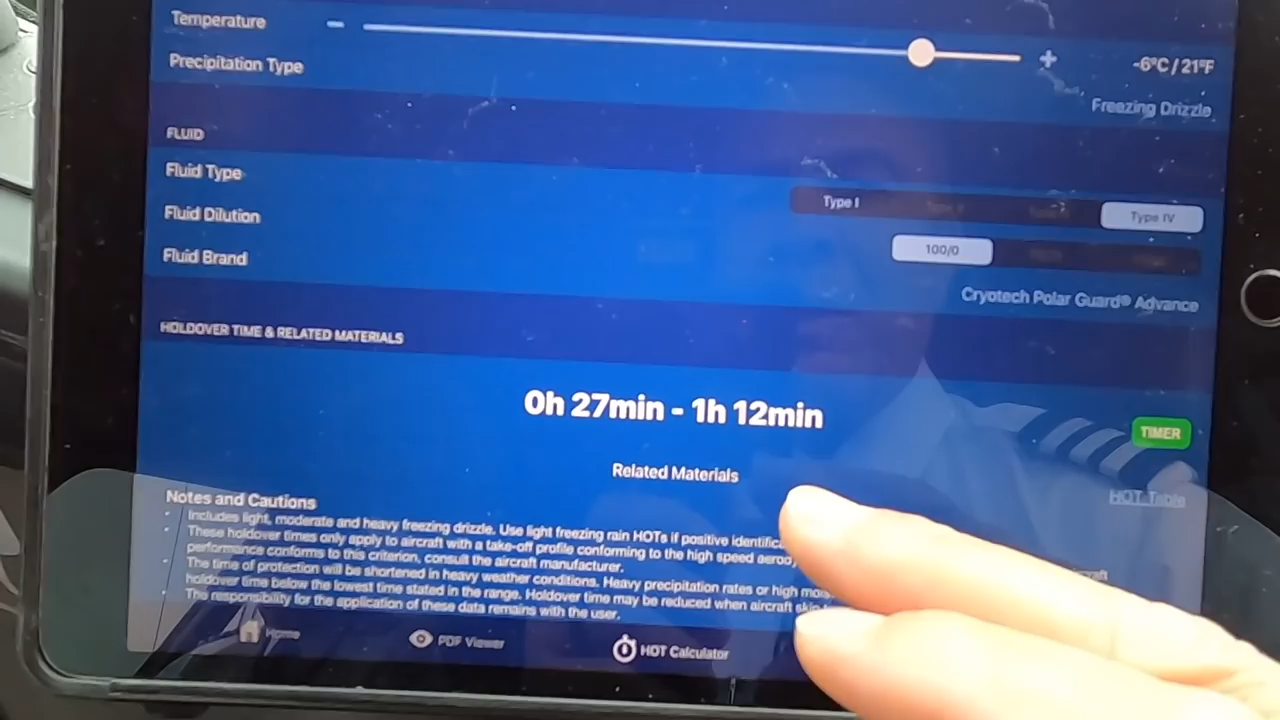 Temperature
-6°C / 21°F
Precipitation Type
Freezing Drizzle
FLUID
Fluid Type
Type I
Type IV
Fluid Dilution
100/0
Fluid Brand
Cryotech Polar Guard® Advance
HOLDOVER TIME & RELATED MATERIALS
0h 27min - 1h 12min
TIMER
Related Materials
HOT Table
Notes and Cautions
Includes light, moderate and heavy freezing drizzle. Use light freezing rain HOTs if positive
These holdover times only apply to aircraft with a take-off profile conforming to the high speed
performance conforms to this criterion, consult the aircraft manufacturer.
The time of protection will be shortened in heavy weather conditions. Heavy precipitation rates or high
holdover time below the lowest time stated in the range. Holdover time may be reduced when aircraft
The responsibility for the application of these data remains with the user.
Home
PDF Viewer
HOT Calculator